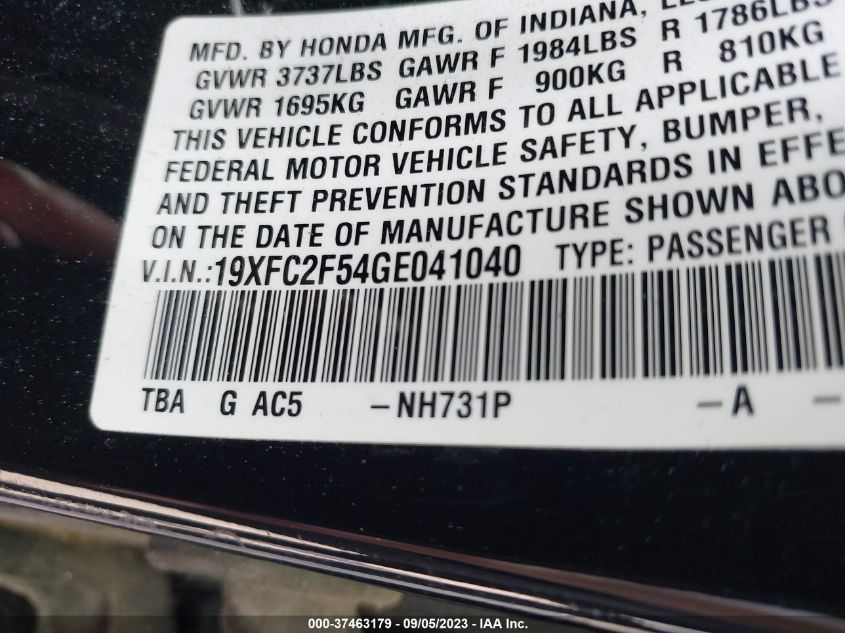 MFD. BY HONDA MFG. OF INDIANA,
GVWR 3737LBS GAWR F 1984LBS R 1786LBS
GVWR 1695KG GAWR F 900KG R 810KG
THIS VEHICLE CONFORMS TO ALL APPLICABLE
FEDERAL MOTOR VEHICLE SAFETY, BUMPER,
AND THEFT PREVENTION STANDARDS IN EFFE
ON THE DATE OF MANUFACTURE SHOWN ABO
V.I.N.:19XFC2F54GE041040 TYPE: PASSENGER
TBA G AC5 -NH731P -A -
000-37463179 - 09/05/2023 - IAA Inc.